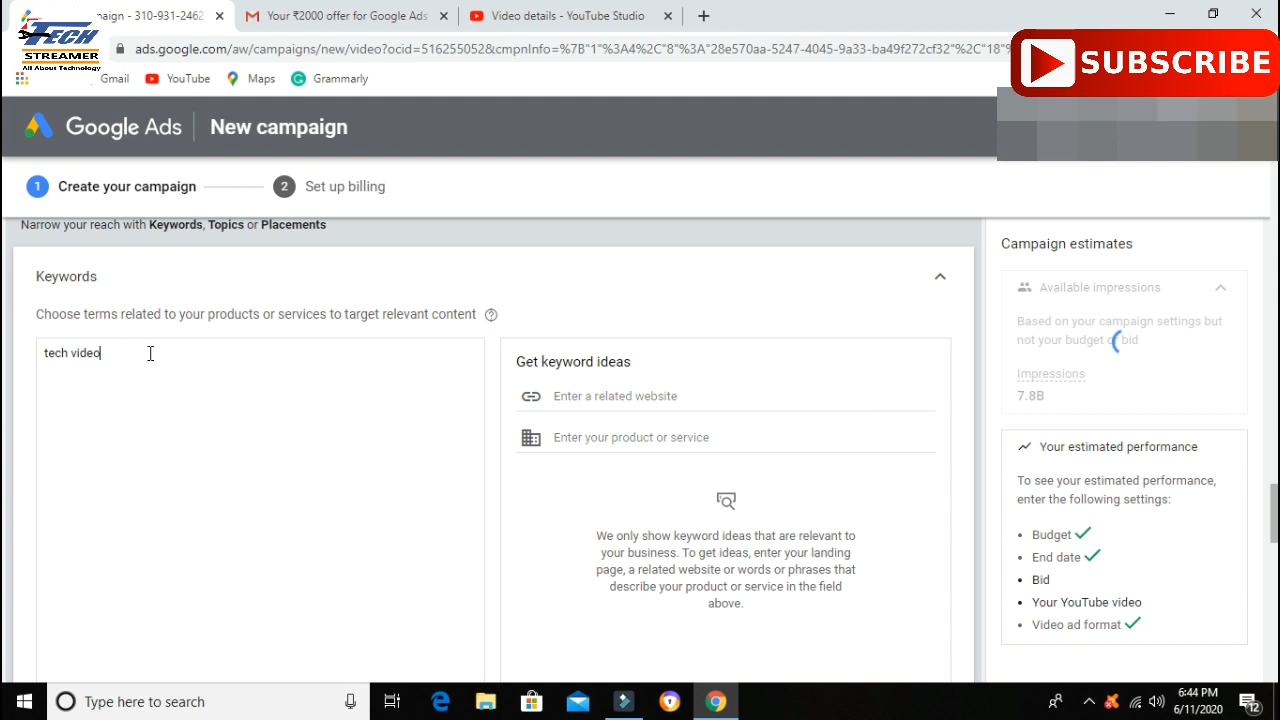 paign - 310-931-2462
Your ₹2000 offer for Google Ads
Video details - YouTube Studio
TECH
STREAMER
All About Technology
ads.google.com/aw/campaigns/new/video?ocid=516255052&cmpnInfo=%7B"1"%3A4%2C"8"%3A"
SUBSCRIBE
Gmail
YouTube
Maps
Grammarly
Google Ads
New campaign
1 Create your campaign
2 Set up billing
Narrow your reach with Keywords, Topics or Placements
Keywords
Choose terms related to your products or services to target relevant content
tech video
Get keyword ideas
Enter a related website
Enter your product or service
We only show keyword ideas that are relevant to
your business. To get ideas, enter your landing
page, a related website or words or phrases that
describe your product or service in the field
above.
Campaign estimates
Available impressions
Based on your campaign settings but
not your budget or bid
Impressions
7.8B
Your estimated performance
To see your estimated performance,
enter the following settings:
• Budget
• End date
• Bid
• Your YouTube video
• Video ad format
Type here to search
6:44 PM
6/11/2020
12